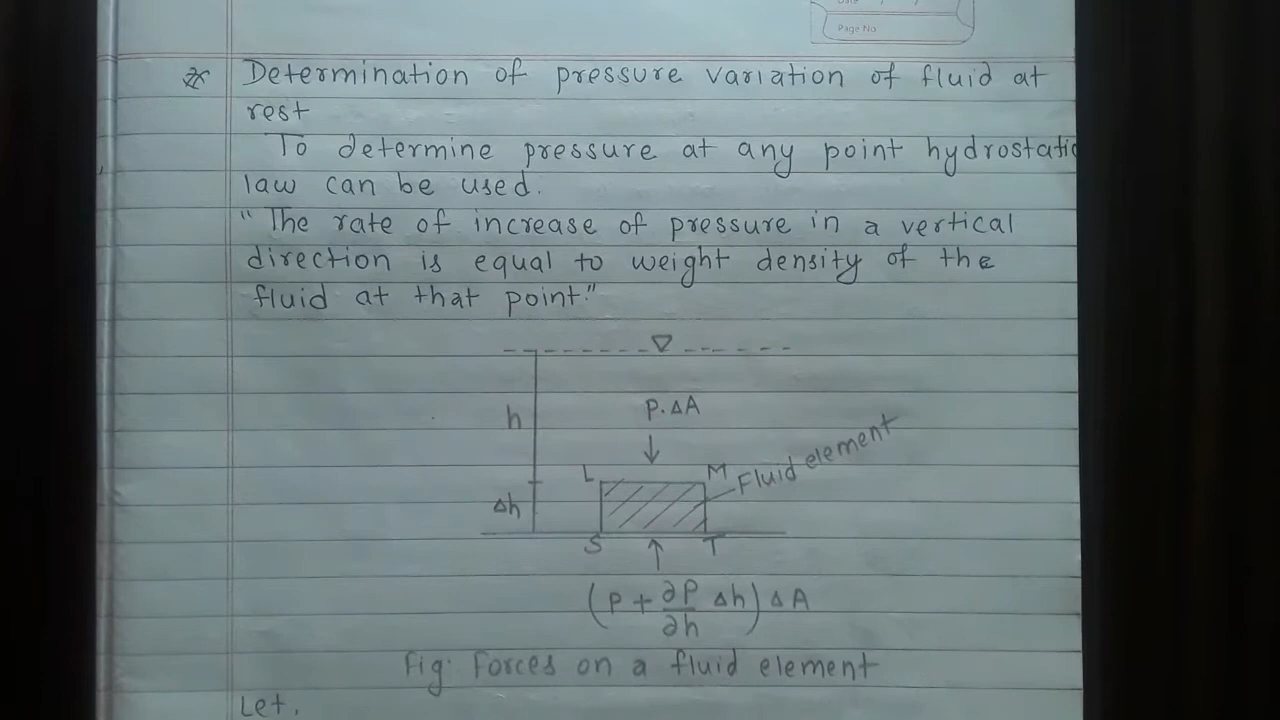 Page No
Determination of pressure variation of fluid at
rest
To determine pressure at any point hydrostatic
law can be used.
"The rate of increase of pressure in a vertical
direction is equal to weight density of the
fluid at that point."
h
P.ΔA
L
M
Fluid element
Δh
S
T
(P + ∂P/∂h Δh) ΔA
Fig: Forces on a fluid element
Let,